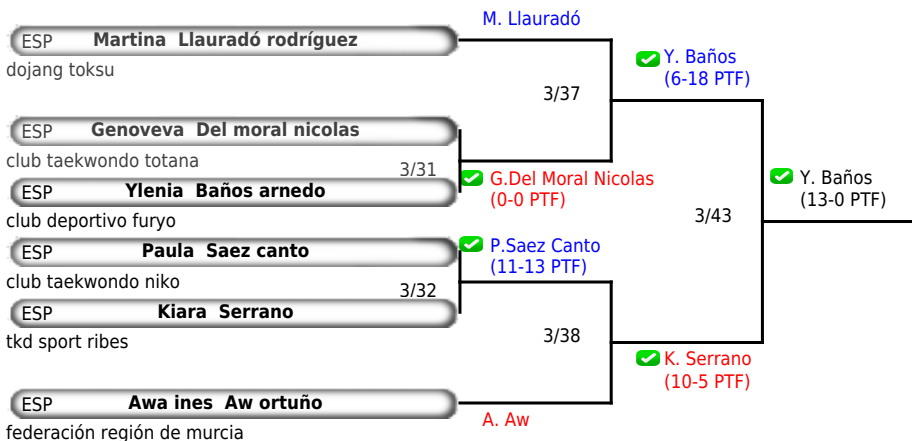 M. Llauradó
ESP Martina Llauradó rodríguez
dojang toksu
Y. Baños
(6-18 PTF)
3/37
ESP Genoveva Del moral nicolas
club taekwondo totana
3/31
G.Del Moral Nicolas
(0-0 PTF)
ESP Ylenia Baños arnedo
club deportivo furyo
Y. Baños
(13-0 PTF)
3/43
ESP Paula Saez canto
club taekwondo niko
P.Saez Canto
(11-13 PTF)
3/32
ESP Kiara Serrano
tkd sport ribes
3/38
K. Serrano
(10-5 PTF)
ESP Awa ines Aw ortuño
federación región de murcia
A. Aw